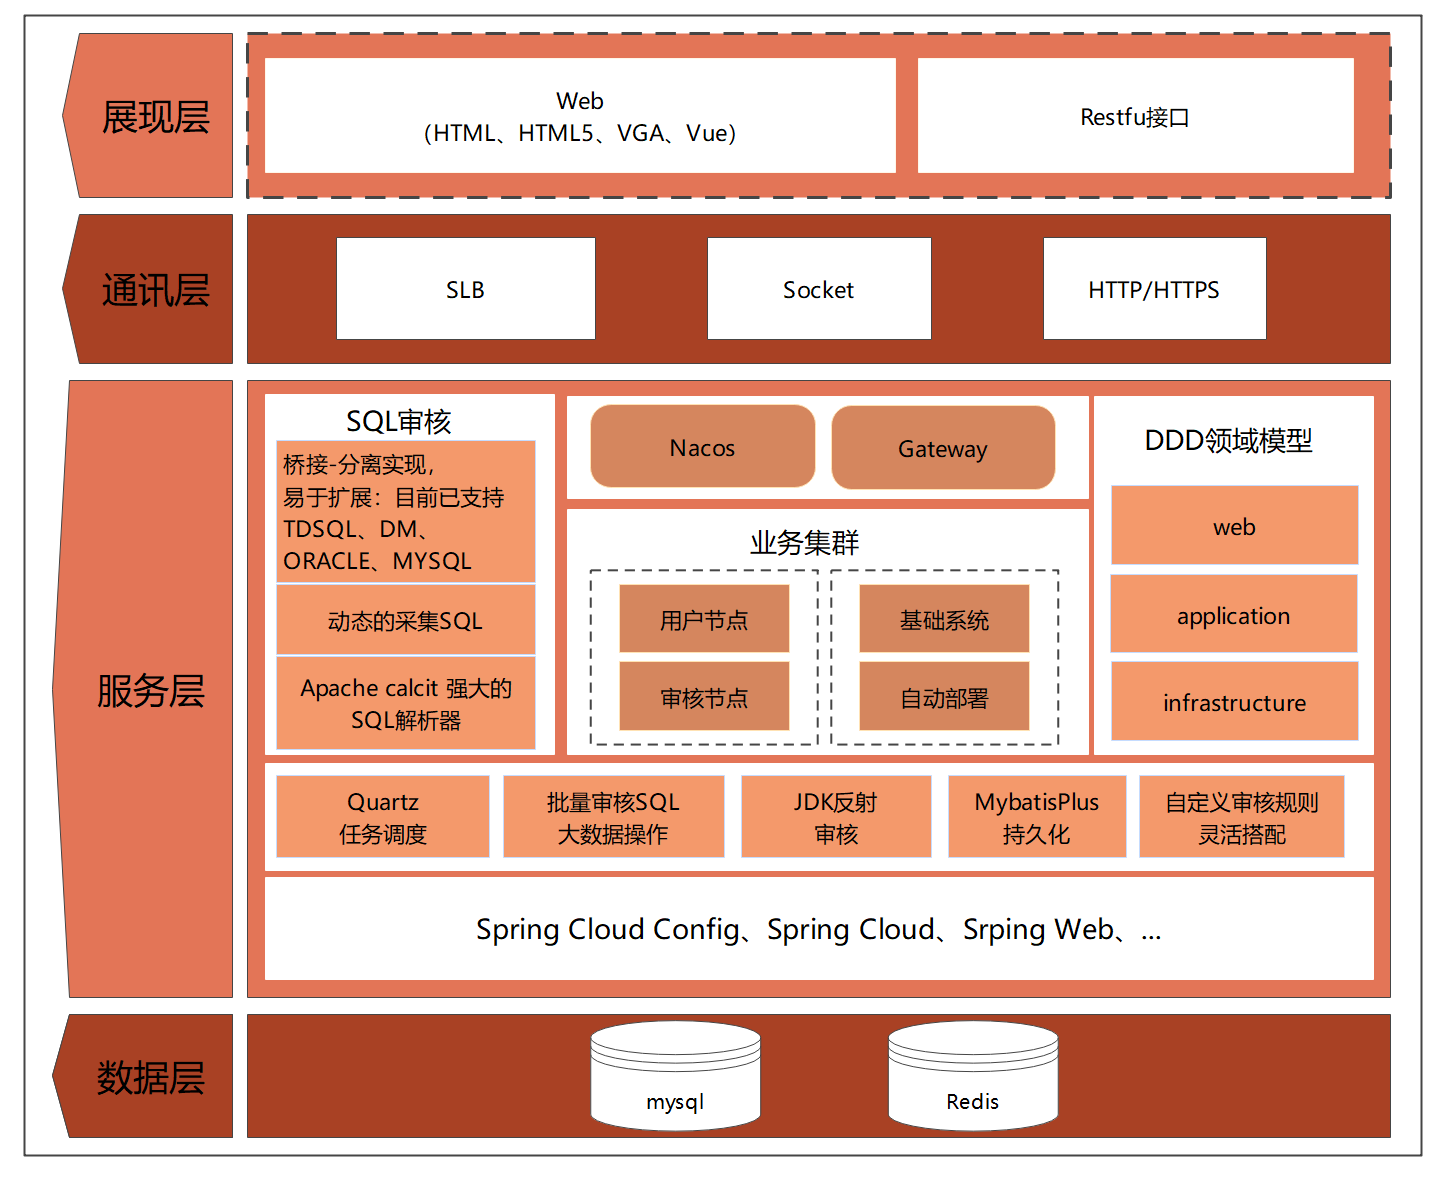 展现层
Web
（HTML、HTML5、VGA、Vue）
Restfu接口
通讯层
SLB
Socket
HTTP/HTTPS
服务层
SQL审核
桥接-分离实现，
易于扩展：目前已支持
TDSQL、DM、
ORACLE、MYSQL
动态的采集SQL
Apache calcit 强大的
SQL解析器
Nacos
Gateway
业务集群
用户节点
审核节点
基础系统
自动部署
DDD领域模型
web
application
infrastructure
Quartz
任务调度
批量审核SQL
大数据操作
JDK反射
审核
MybatisPlus
持久化
自定义审核规则
灵活搭配
Spring Cloud Config、Spring Cloud、Srping Web、...
数据层
mysql
Redis